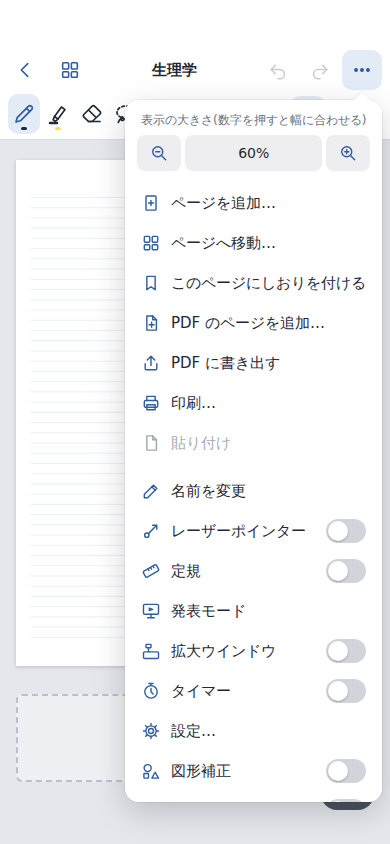 生理学
表示の大きさ(数字を押すと幅に合わせる)
60%
ページを追加...
ページへ移動...
このページにしおりを付ける
PDF のページを追加...
PDF に書き出す
印刷...
貼り付け
名前を変更
レーザーポインター
定規
発表モード
拡大ウインドウ
タイマー
設定...
図形補正